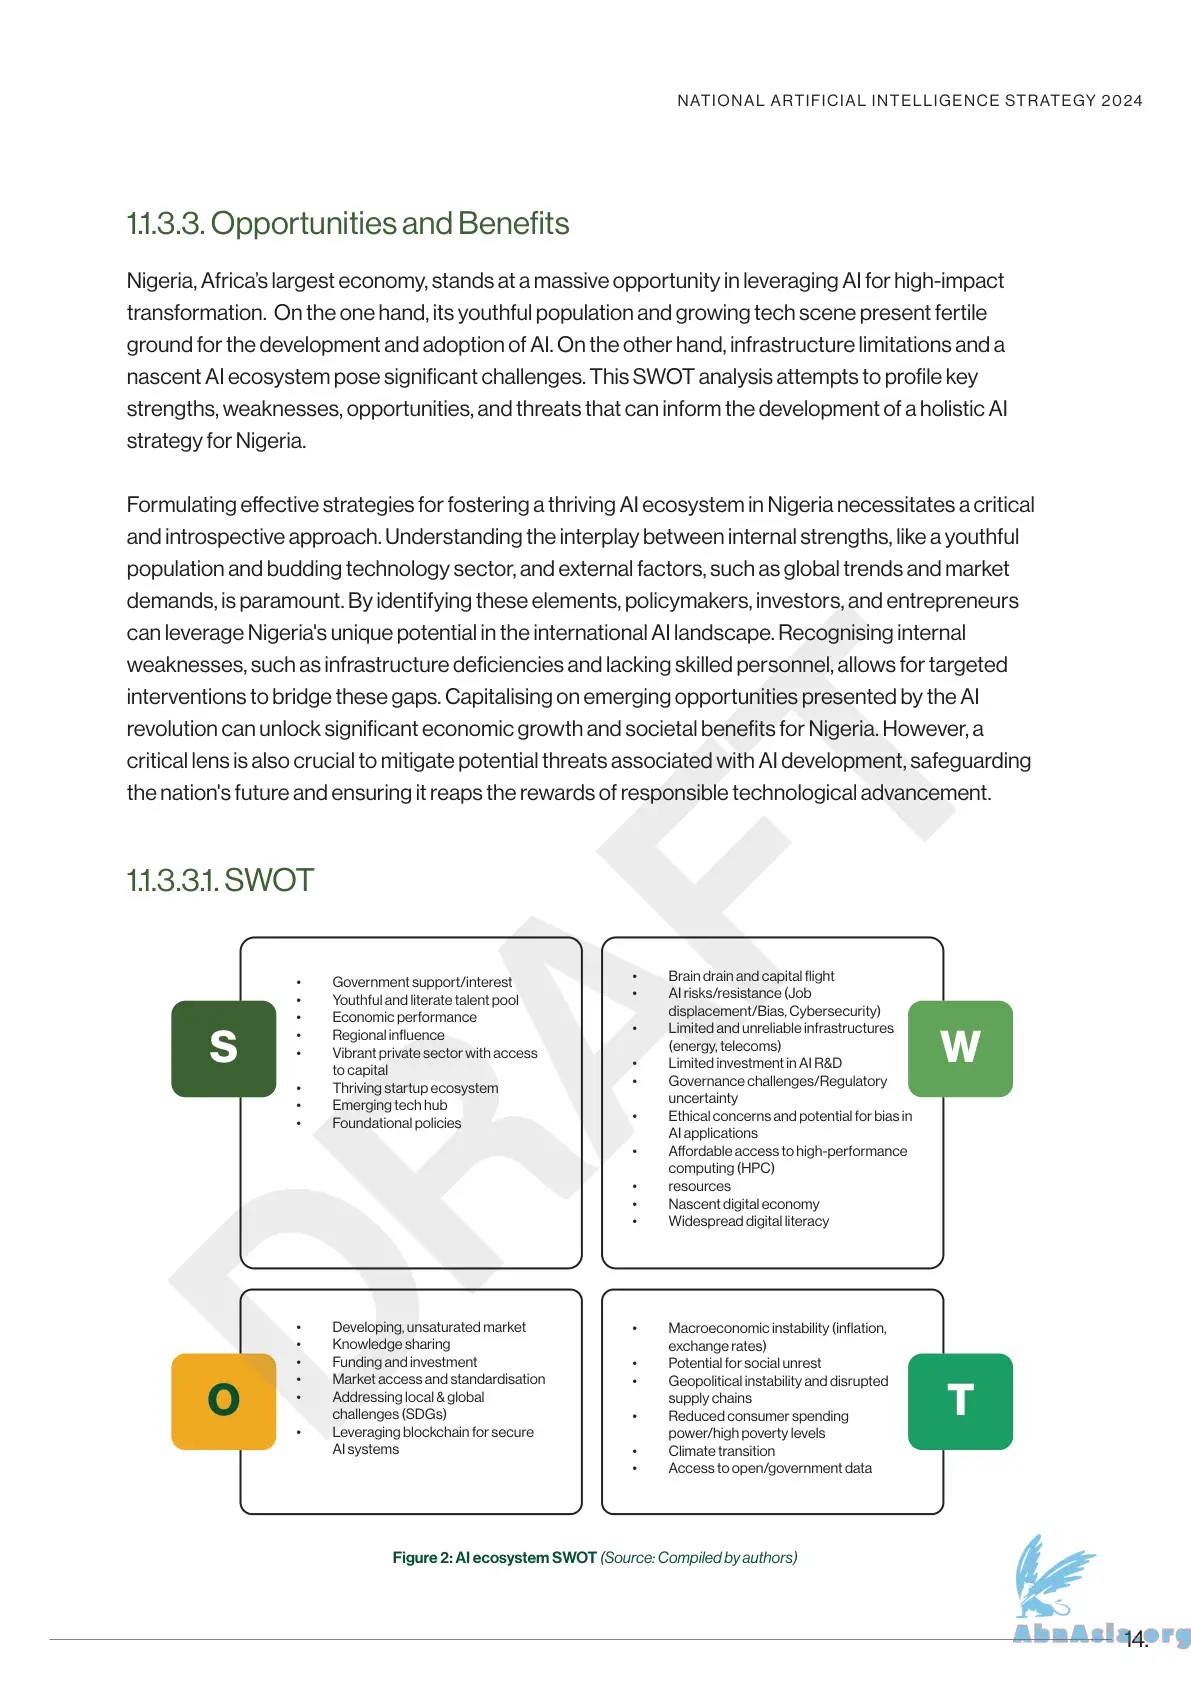 NATIONAL ARTIFICIAL INTELLIGENCE STRATEGY 2024
1.1.3.3. Opportunities and Benefits
Nigeria, Africa's largest economy, stands at a massive opportunity in leveraging AI for high-impact
transformation.  On the one hand, its youthful population and growing tech scene present fertile
ground for the development and adoption of AI. On the other hand, infrastructure limitations and a
nascent AI ecosystem pose significant challenges. This SWOT analysis attempts to profile key
strengths, weaknesses, opportunities, and threats that can inform the development of a holistic AI
strategy for Nigeria.
Formulating effective strategies for fostering a thriving AI ecosystem in Nigeria necessitates a critical
and introspective approach. Understanding the interplay between internal strengths, like a youthful
population and budding technology sector, and external factors, such as global trends and market
demands, is paramount. By identifying these elements, policymakers, investors, and entrepreneurs
can leverage Nigeria's unique potential in the international AI landscape. Recognising internal
weaknesses, such as infrastructure deficiencies and lacking skilled personnel, allows for targeted
interventions to bridge these gaps. Capitalising on emerging opportunities presented by the AI
revolution can unlock significant economic growth and societal benefits for Nigeria. However, a
critical lens is also crucial to mitigate potential threats associated with AI development, safeguarding
the nation's future and ensuring it reaps the rewards of responsible technological advancement.
1.1.3.3.1. SWOT
S
• Government support/interest
• Youthful and literate talent pool
• Economic performance
• Regional influence
• Vibrant private sector with access
to capital
• Thriving startup ecosystem
• Emerging tech hub
• Foundational policies
W
• Brain drain and capital flight
• AI risks/resistance (Job
displacement/Bias, Cybersecurity)
• Limited and unreliable infrastructures
(energy, telecoms)
• Limited investment in AI R&D
• Governance challenges/Regulatory
uncertainty
• Ethical concerns and potential for bias in
AI applications
• Affordable access to high-performance
computing (HPC)
• resources
• Nascent digital economy
• Widespread digital literacy
O
• Developing, unsaturated market
• Knowledge sharing
• Funding and investment
• Market access and standardisation
• Addressing local & global
challenges (SDGs)
• Leveraging blockchain for secure
AI systems
T
• Macroeconomic instability (inflation,
exchange rates)
• Potential for social unrest
• Geopolitical instability and disrupted
supply chains
• Reduced consumer spending
power/high poverty levels
• Climate transition
• Access to open/government data
DRAFT
Figure 2: AI ecosystem SWOT (Source: Compiled by authors)
AbnAsia.org
14.